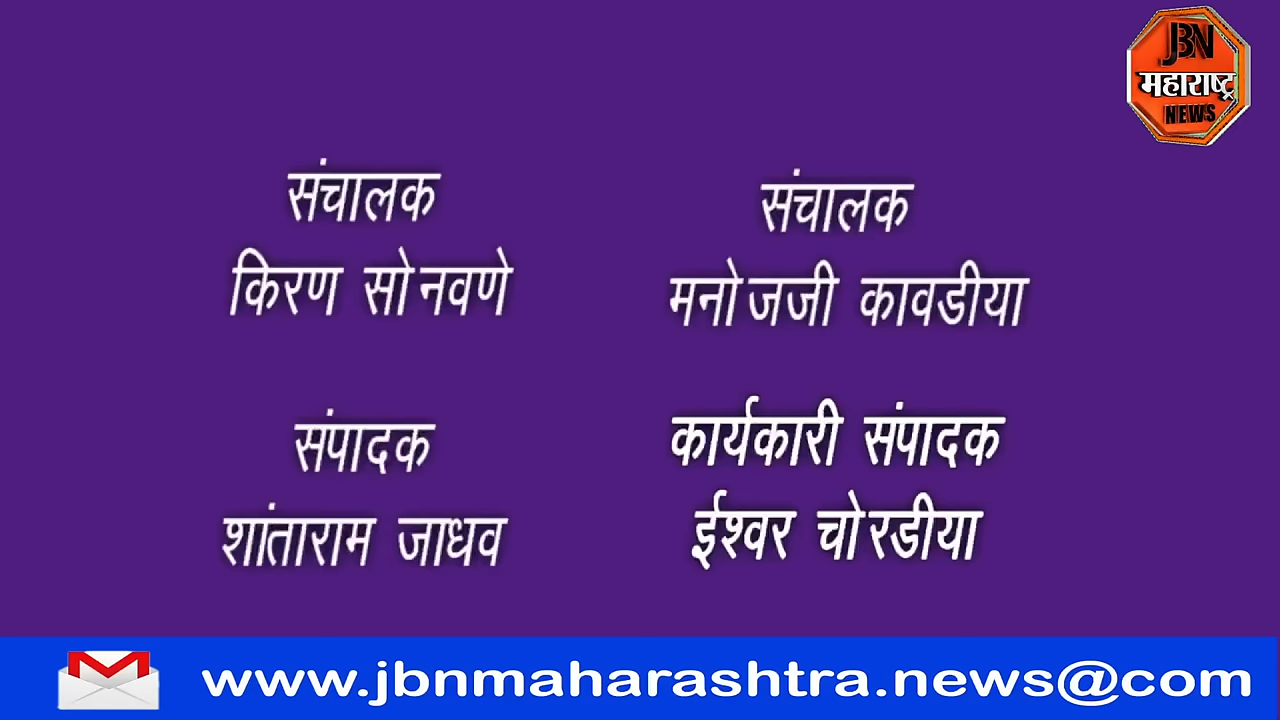 JBN
महाराष्ट्र
NEWS
संचालक
किरण सोनवणे
संचालक
मनोजजी कावडीया
संपादक
शांताराम जाधव
कार्यकारी संपादक
ईश्वर चोरडीया
www.jbnmaharashtra.news@com